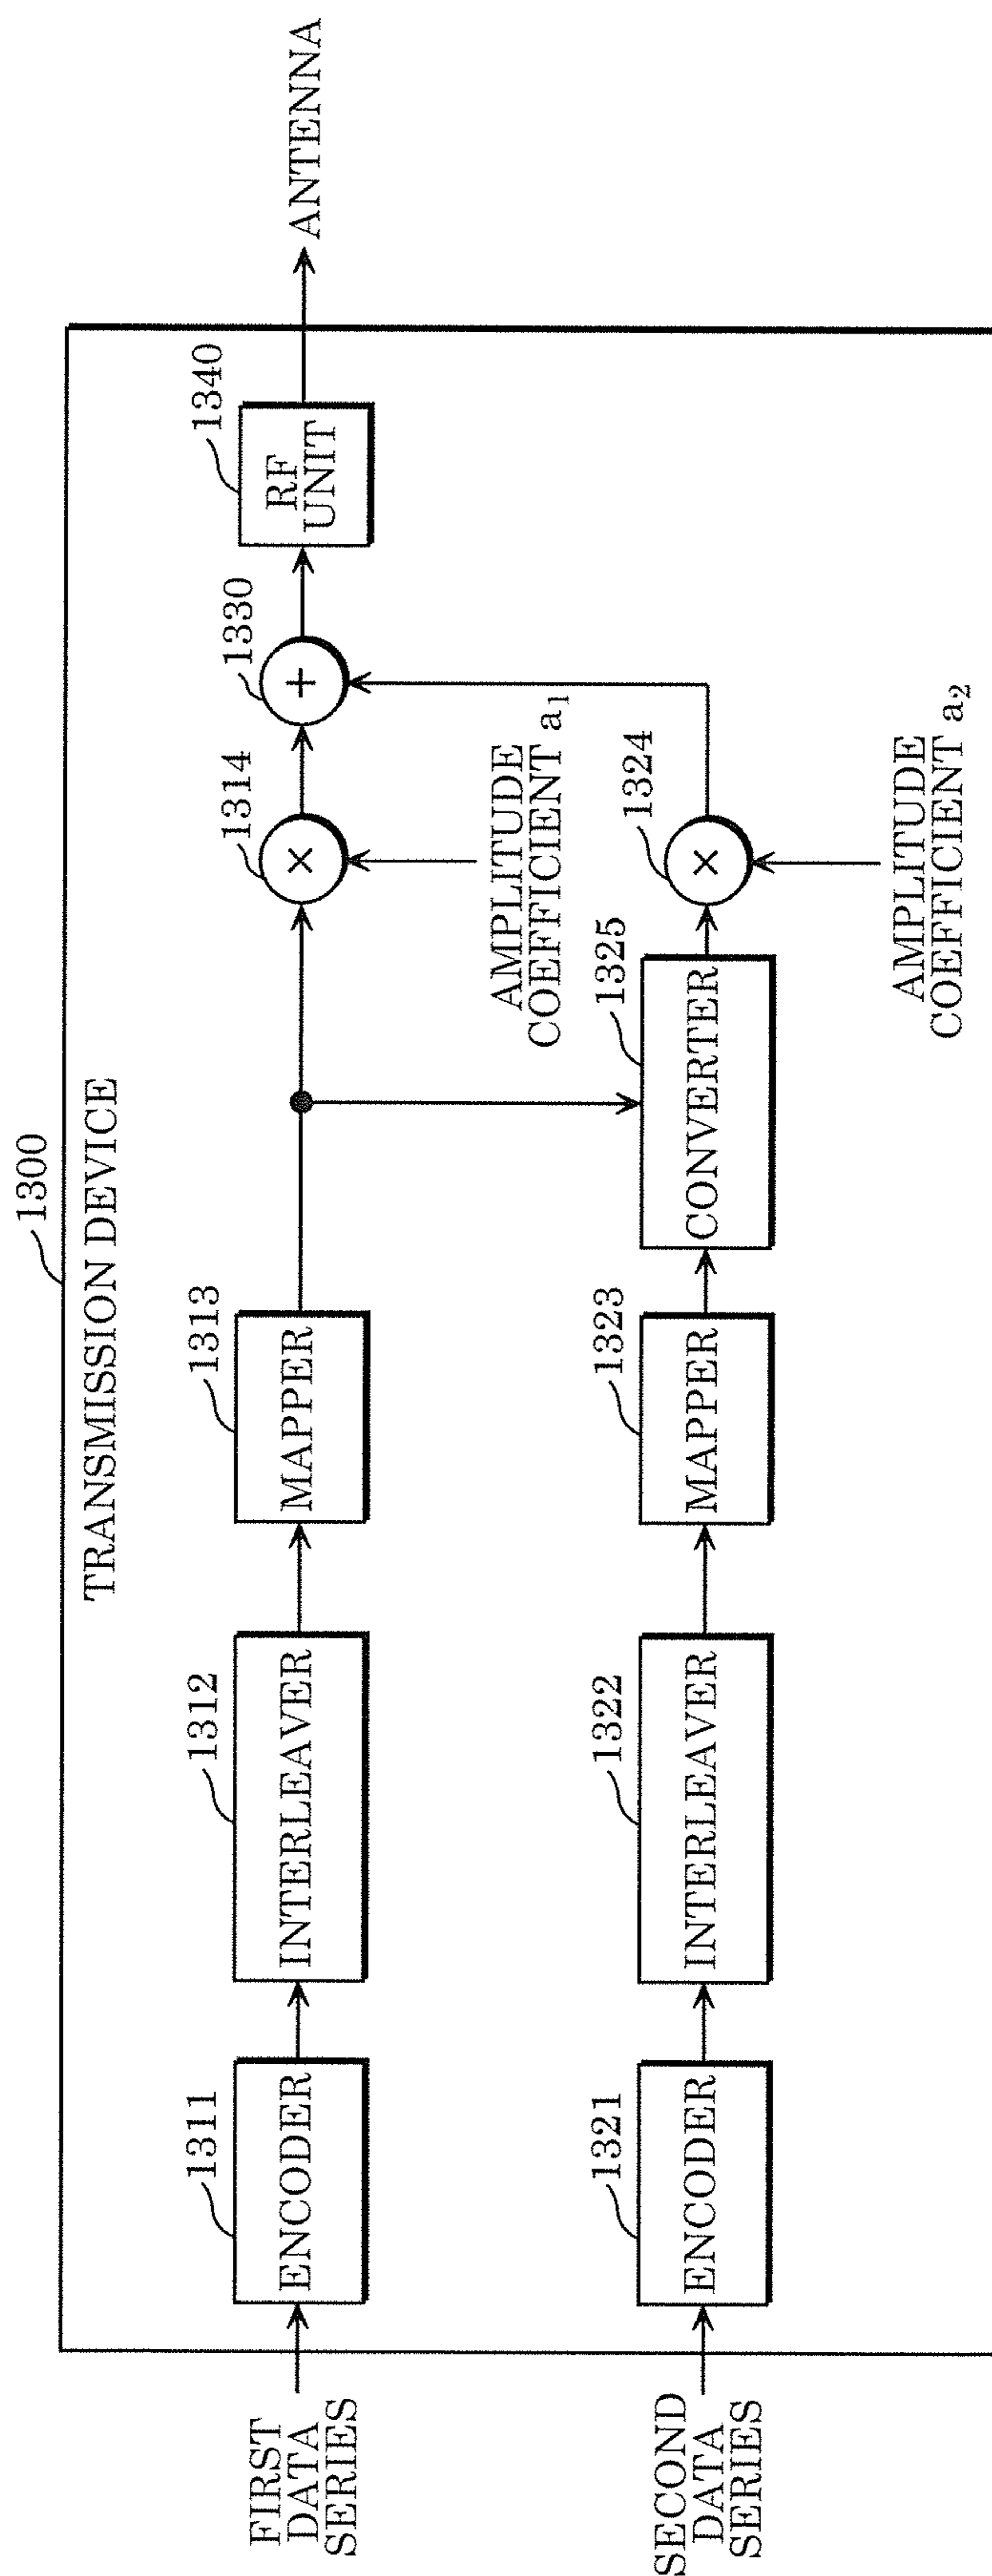 1300
TRANSMISSION DEVICE
FIRST
DATA
SERIES
1311
ENCODER
1312
INTERLEAVER
1313
MAPPER
1314
×
AMPLITUDE
COEFFICIENT a1
1330
+
1340
RF
UNIT
ANTENNA
SECOND
DATA
SERIES
1321
ENCODER
1322
INTERLEAVER
1323
MAPPER
1325
CONVERTER
1324
×
AMPLITUDE
COEFFICIENT a2